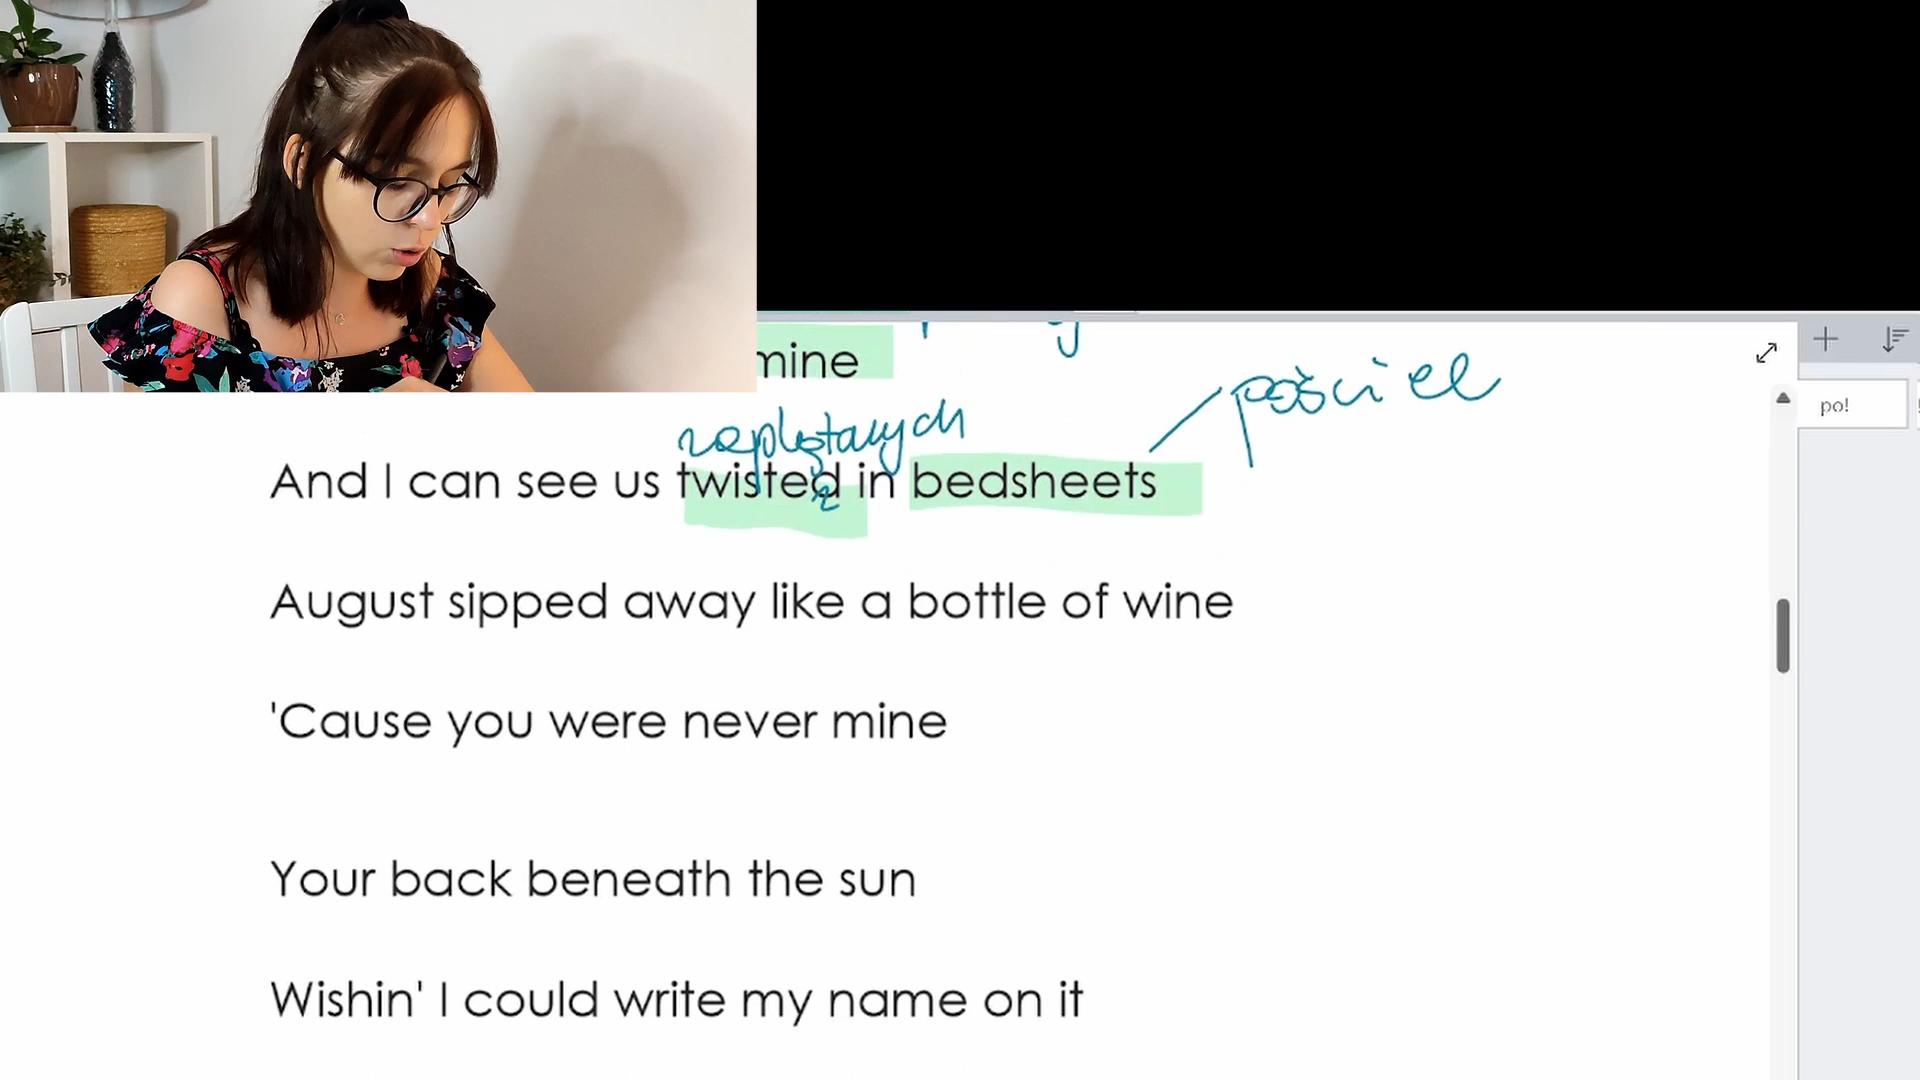 mine
po!
pościel
zaplątanych
And I can see us twisted in bedsheets
z
August sipped away like a bottle of wine
'Cause you were never mine
Your back beneath the sun
Wishin' I could write my name on it